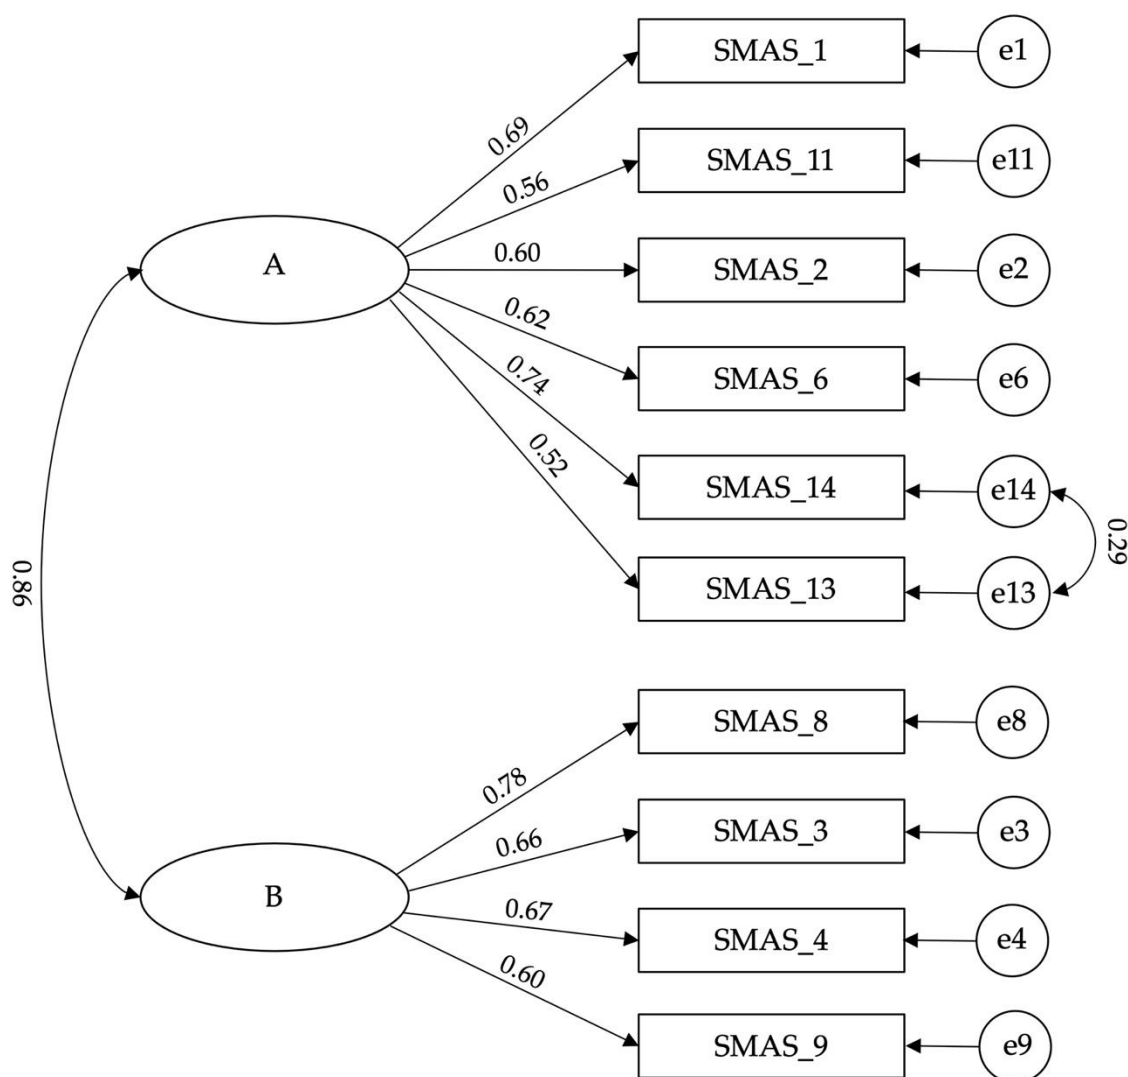 SMAS_1
e1
0.69
SMAS_11
e11
0.56
A
0.60
SMAS_2
e2
0.62
SMAS_6
e6
0.74
0.52
SMAS_14
e14
0.29
SMAS_13
e13
0.86
SMAS_8
e8
0.78
SMAS_3
e3
0.66
B
0.67
SMAS_4
e4
0.60
SMAS_9
e9